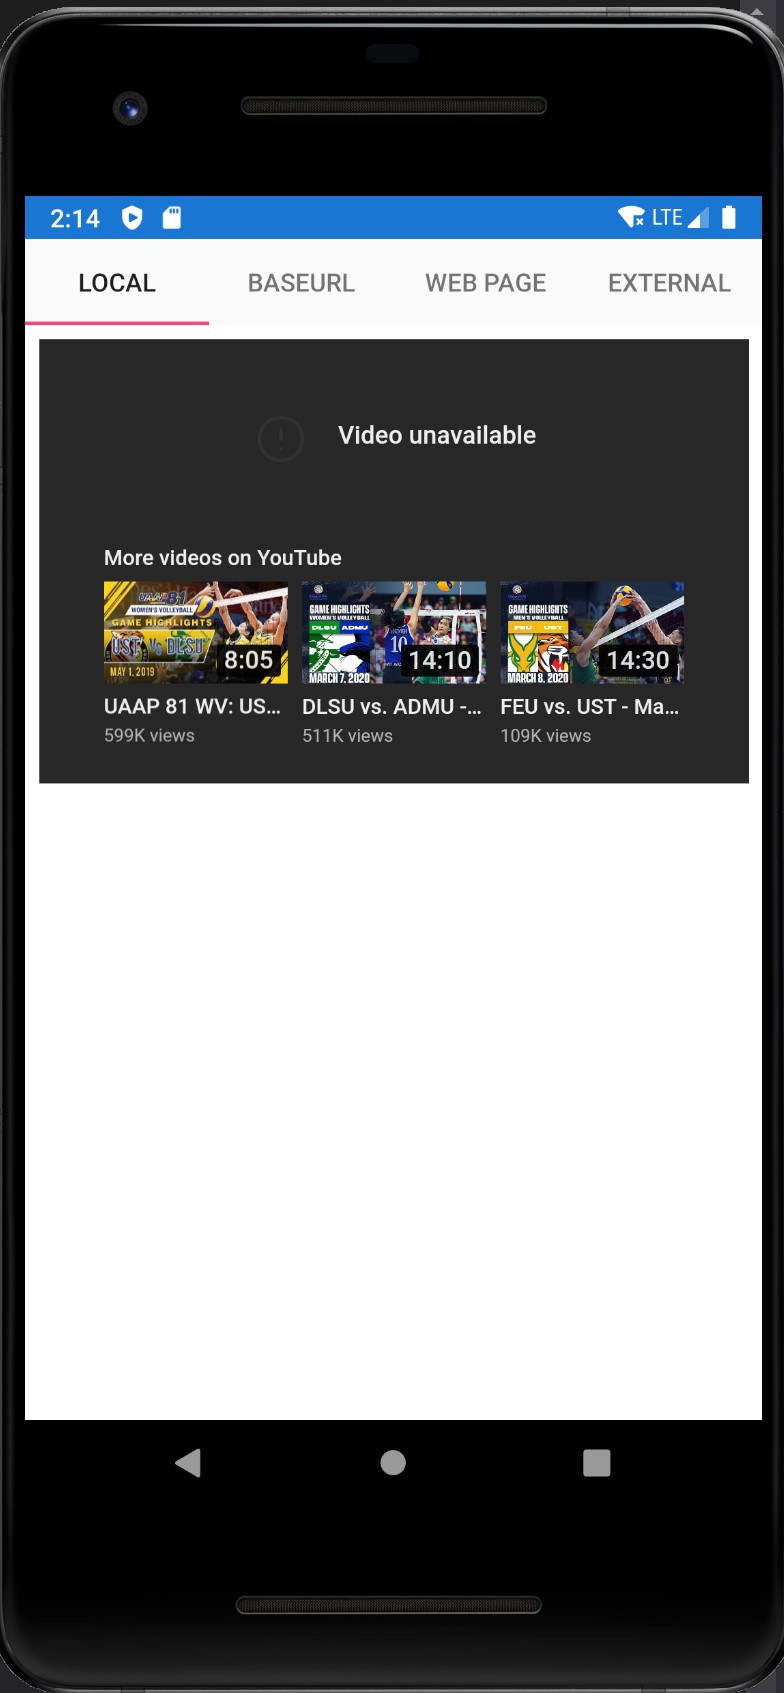 2:14 LTE
LOCAL BASEURL WEB PAGE EXTERNAL
Video unavailable
More videos on YouTube
UAAP 81
WOMEN'S VOLLEYBALL
GAME HIGHLIGHTS
UST Vs DLSU
MAY 1, 2019
8:05
GAME HIGHLIGHTS
WOMEN'S VOLLEYBALL
DLSU ADMU
10
MARCH 7, 2020
14:10
GAME HIGHLIGHTS
MEN'S VOLLEYBALL
FEU UST
MARCH 8, 2020
14:30
UAAP 81 WV: US...
599K views
DLSU vs. ADMU -...
511K views
FEU vs. UST - Ma...
109K views